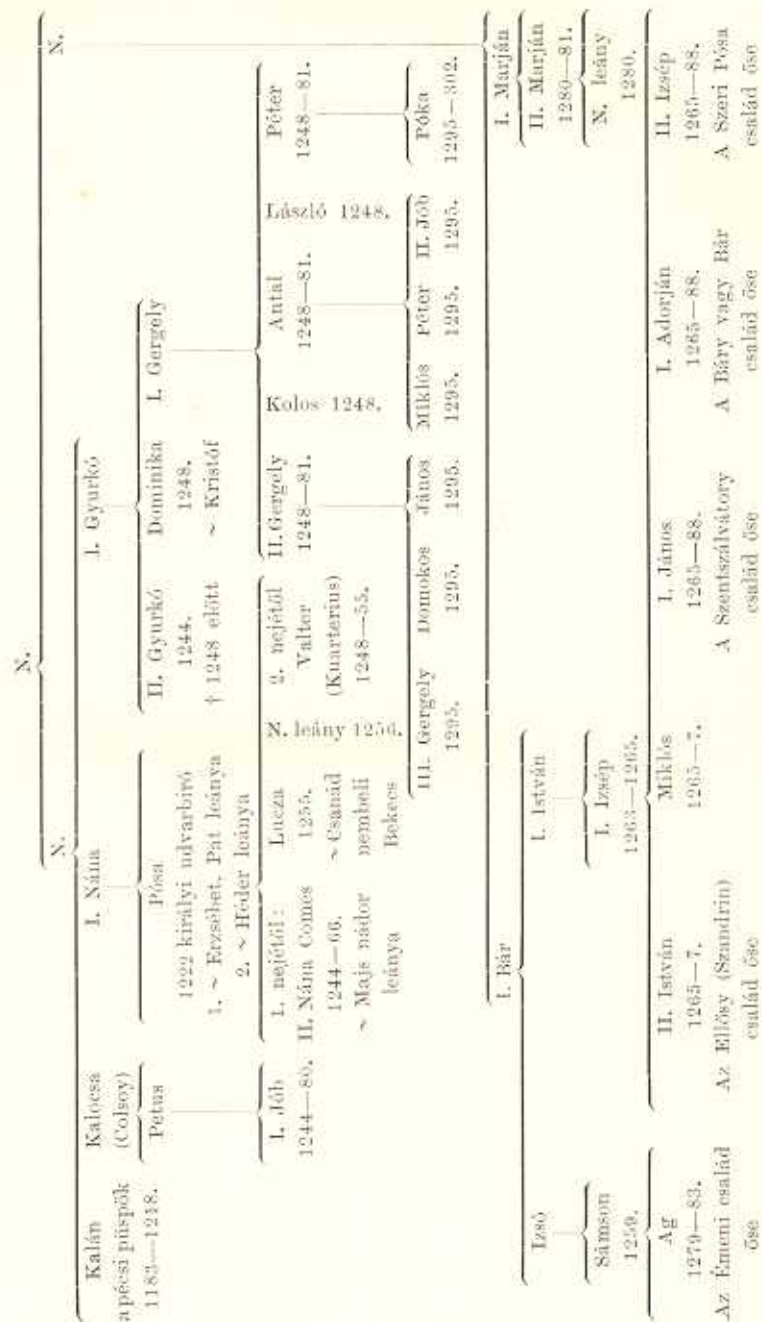 N.
N.
N.
Kalán
a pécsi püspök
1183—1218.
Kalocsa
(Colsoy)
I. Nána
I. Gyurkó
Petus
Pósa
1222 királyi udvarbiró
1. ~ Erzsébet, Pat leánya
2. ~ Héder leánya
II. Gyurkó
1244.
† 1248 előtt
Dominika
1248.
~ Kristóf
I. Gergely
I. Jób
1244—80.
1. nejétöl:
II. Nána Comes
1244—66.
~ Majs nádor
leánya
Lucza
1255.
~ Csanád
nembeli
Bekecs
N. leány 1256.
2. nejétől
Valter
(Kuarterius)
1248—55.
II. Gergely
1248—81.
Kolos 1248.
Antal
1248—81.
László 1248.
Péter
1248—81.
III. Gergely
1295.
Domokos
1295.
János
1295.
Miklós
1295.
Péter
1295.
II. Jób
1295.
Póka
1295—302.
I. Bár
I. Marján
Izsó
I. István
II. Marján
1280—81.
Sámson
1259.
I. Izsép
1263—1265.
N. leány
1280.
Ag
1279—83.
Az Émeni család
őse
II. István
1265—7.
Az Ellősy (Szandrin)
család őse
Miklós
1265—7.
I. János
1265—88.
A Szentszálvátory
család őse
I. Adorján
1265—88.
A Báry vagy Bár
család őse
II. Izsép
1265—88.
A Szeri Pósa
család őse